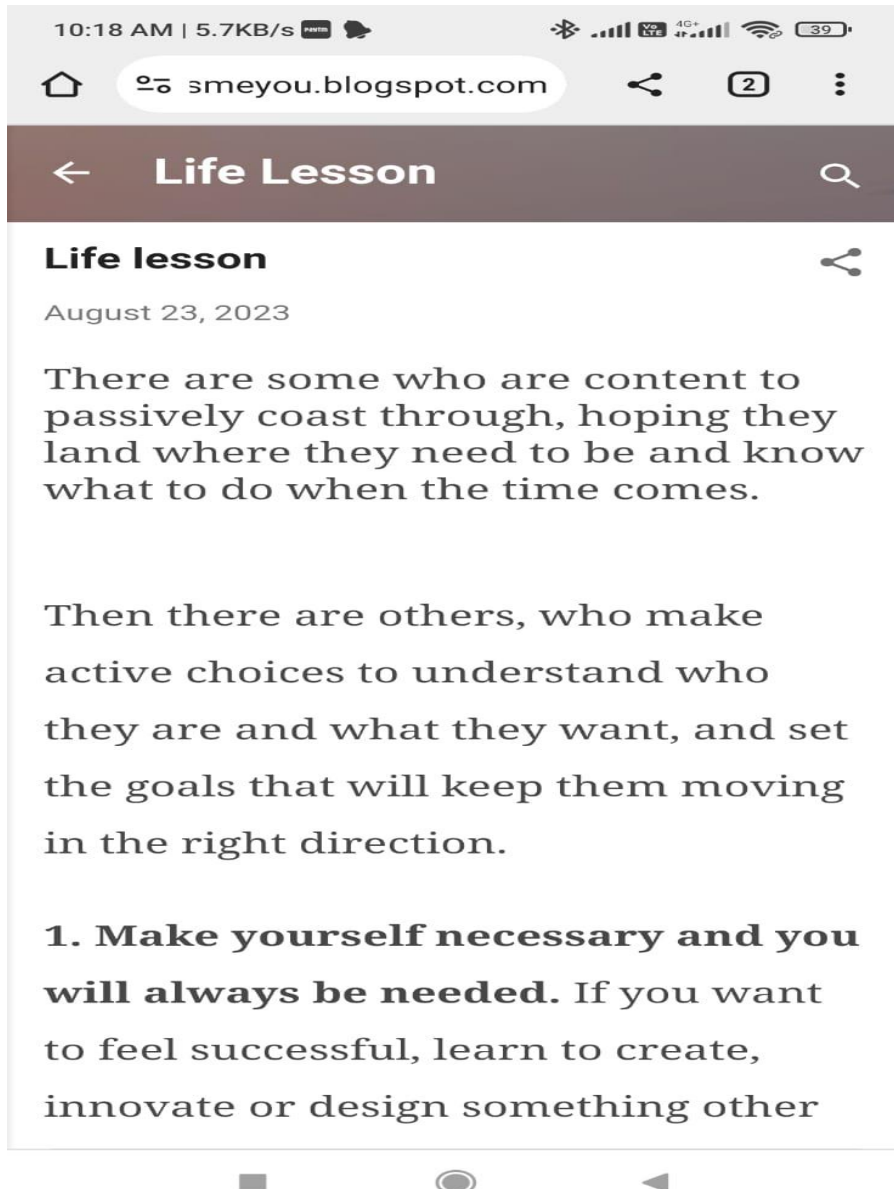 10:18 AM | 5.7KB/s Paytm Vo LTE 4G+ 39
smeyou.blogspot.com 2
Life Lesson
Life lesson
August 23, 2023
There are some who are content to
passively coast through, hoping they
land where they need to be and know
what to do when the time comes.
Then there are others, who make
active choices to understand who
they are and what they want, and set
the goals that will keep them moving
in the right direction.
1. Make yourself necessary and you
will always be needed. If you want
to feel successful, learn to create,
innovate or design something other